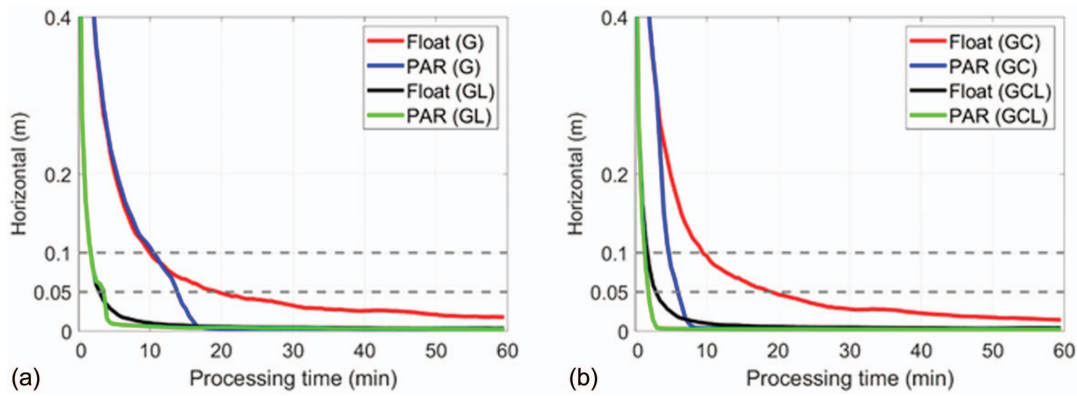 0.4
0.2
0.1
0.05
0
Horizontal (m)
Float (G)
PAR (G)
Float (GL)
PAR (GL)
0 10 20 30 40 50 60
Processing time (min)
(a)
0.4
0.2
0.1
0.05
0
Horizontal (m)
Float (GC)
PAR (GC)
Float (GCL)
PAR (GCL)
0 10 20 30 40 50 60
Processing time (min)
(b)